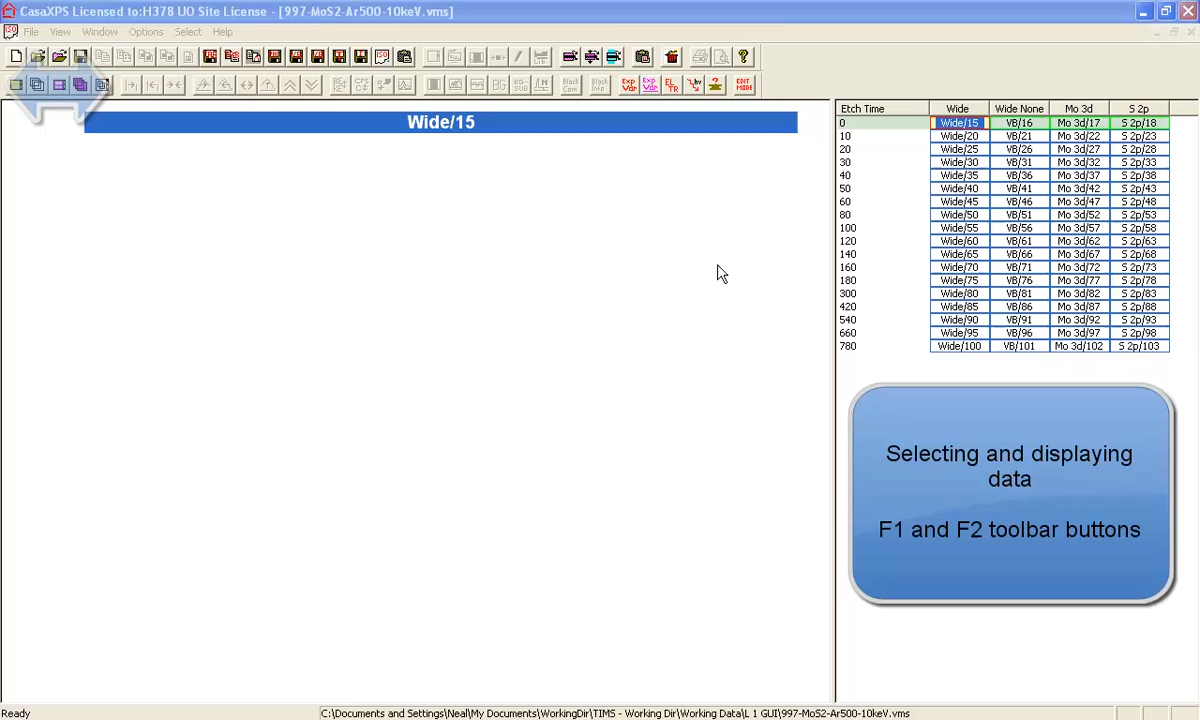 CasaXPS Licensed to:H378 UO Site License - [997-MoS2-Ar500-10keV.vms]
File View Window Options Select Help
Wide/15
Etch Time Wide Wide None Mo 3d S 2p
0 Wide/15 VB/16 Mo 3d/17 S 2p/18
10 Wide/20 VB/21 Mo 3d/22 S 2p/23
20 Wide/25 VB/26 Mo 3d/27 S 2p/28
30 Wide/30 VB/31 Mo 3d/32 S 2p/33
40 Wide/35 VB/36 Mo 3d/37 S 2p/38
50 Wide/40 VB/41 Mo 3d/42 S 2p/43
60 Wide/45 VB/46 Mo 3d/47 S 2p/48
80 Wide/50 VB/51 Mo 3d/52 S 2p/53
100 Wide/55 VB/56 Mo 3d/57 S 2p/58
120 Wide/60 VB/61 Mo 3d/62 S 2p/63
140 Wide/65 VB/66 Mo 3d/67 S 2p/68
160 Wide/70 VB/71 Mo 3d/72 S 2p/73
180 Wide/75 VB/76 Mo 3d/77 S 2p/78
300 Wide/80 VB/81 Mo 3d/82 S 2p/83
420 Wide/85 VB/86 Mo 3d/87 S 2p/88
540 Wide/90 VB/91 Mo 3d/92 S 2p/93
660 Wide/95 VB/96 Mo 3d/97 S 2p/98
780 Wide/100 VB/101 Mo 3d/102 S 2p/103
Selecting and displaying
data
F1 and F2 toolbar buttons
Ready C:\Documents and Settings\Neal\My Documents\WorkingDir\TIMS - Working Dir\Working Data\L 1 GUI\997-MoS2-Ar500-10keV.vms